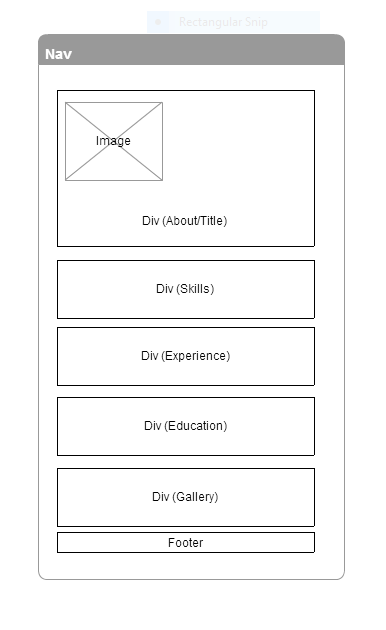 Rectangular Snip
Nav
Image
Div (About/Title)
Div (Skills)
Div (Experience)
Div (Education)
Div (Gallery)
Footer